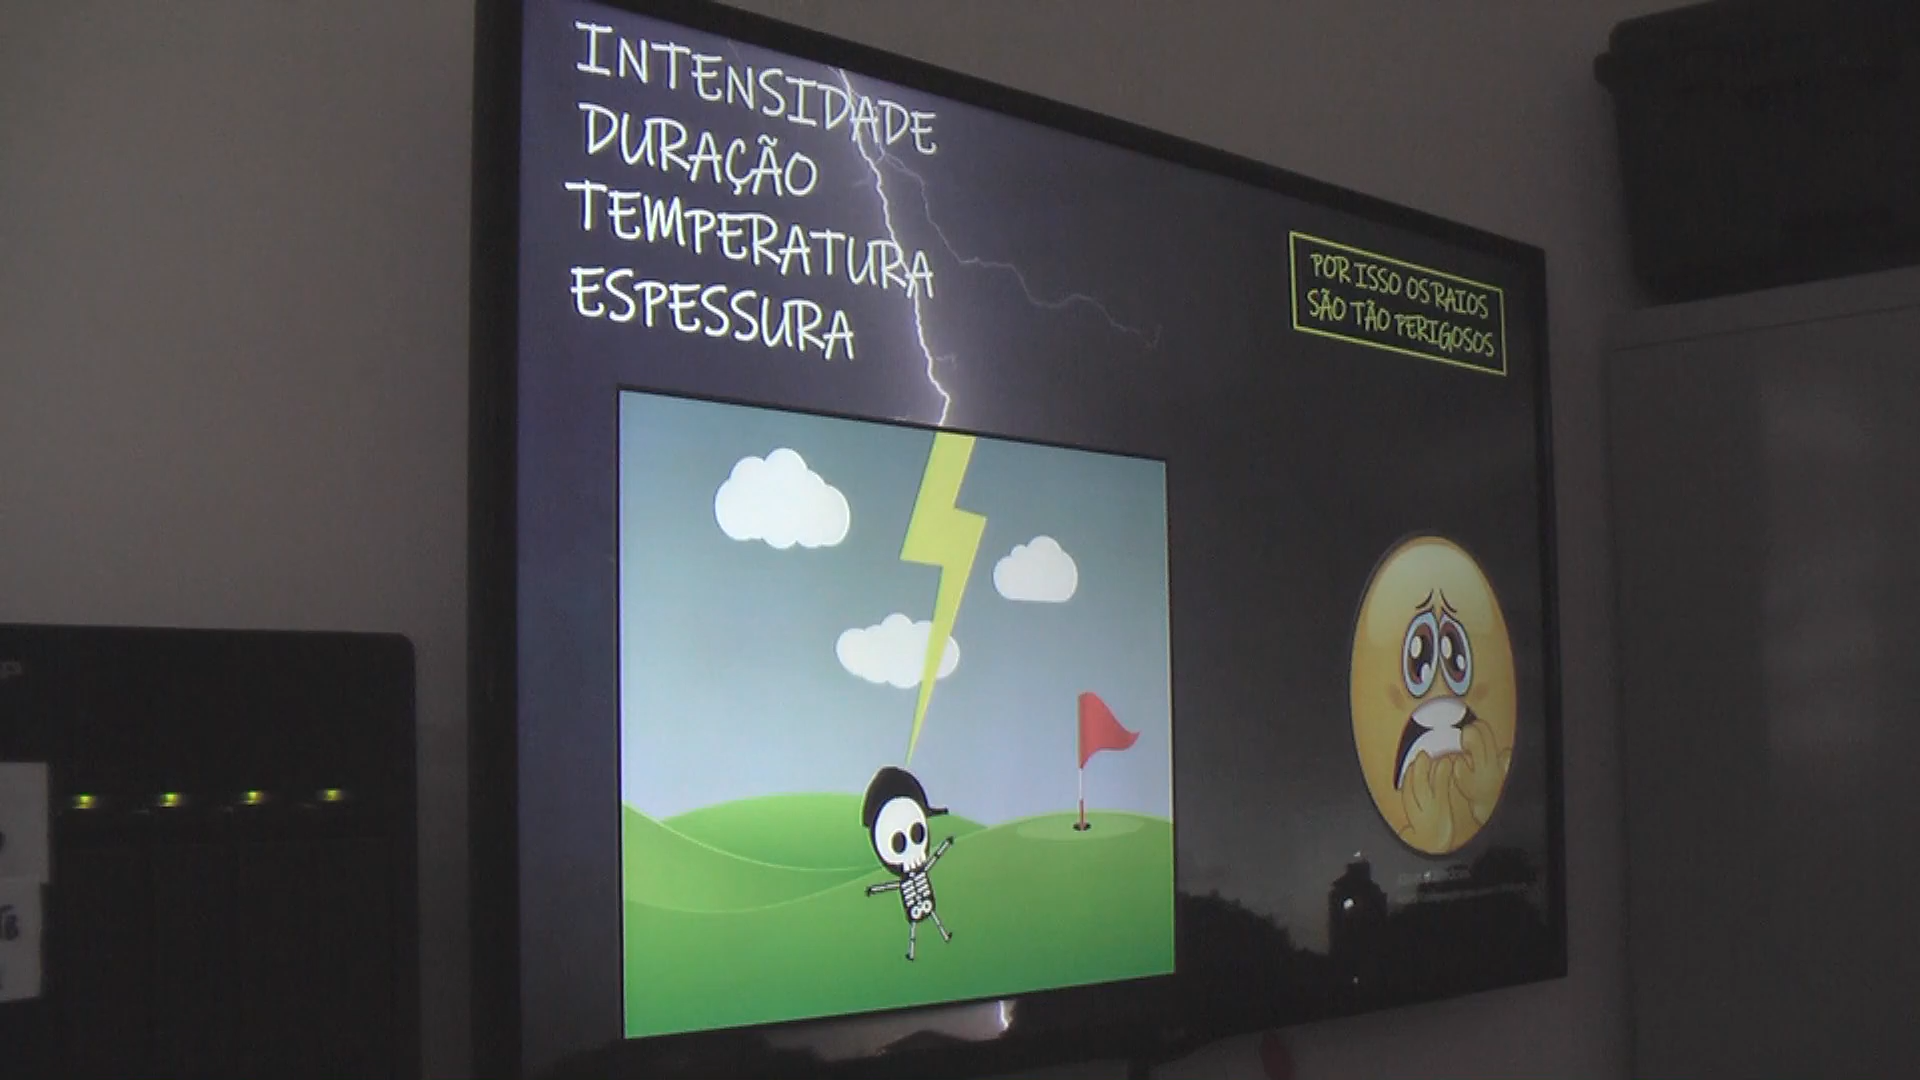 INTENSIDADE
DURAÇÃO
TEMPERATURA
ESPESSURA
POR ISSO OS RAIOS
SÃO TÃO PERIGOSOS